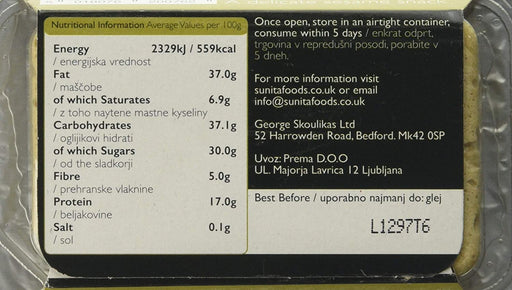 A delicate sesame snack
Nutritional Information Average Values per 100g
Energy 2329kJ / 559kcal
/ energijska vrednost
Fat 37.0g
/ maščobe
of which Saturates 6.9g
/ z toho naytene mastne kyseliny
Carbohydrates 37.1g
/ oglijikovi hidrati
of which Sugars 30.0g
/ od the sladkorji
Fibre 5.0g
/ prehranske vlaknine
Protein 17.0g
/ beljakovine
Salt 0.1g
/ sol
Once open, store in an airtight container,
consume within 5 days / enkrat odprt,
trgovina v repredušni posodi, porabite v
5 dneh.
For more information visit
sunitafoods.co.uk or email
info@sunitafoods.co.uk
George Skoulikas Ltd
52 Harrowden Road, Bedford. Mk42 0SP
Uvoz: Prema D.O.O
UL. Majorja Lavrica 12 Ljubljana
Best Before / uporabno najmanj do: glej
L1297T6